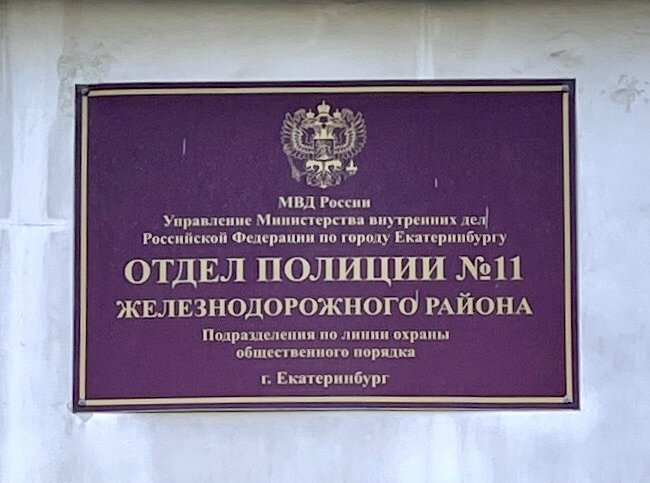 МВД России
Управление Министерства внутренних дел
Российской Федерации по городу Екатеринбургу
ОТДЕЛ ПОЛИЦИИ №11
ЖЕЛЕЗНОДОРОЖНОГО РАЙОНА
Подразделения по линии охраны
общественного порядка
г. Екатеринбург